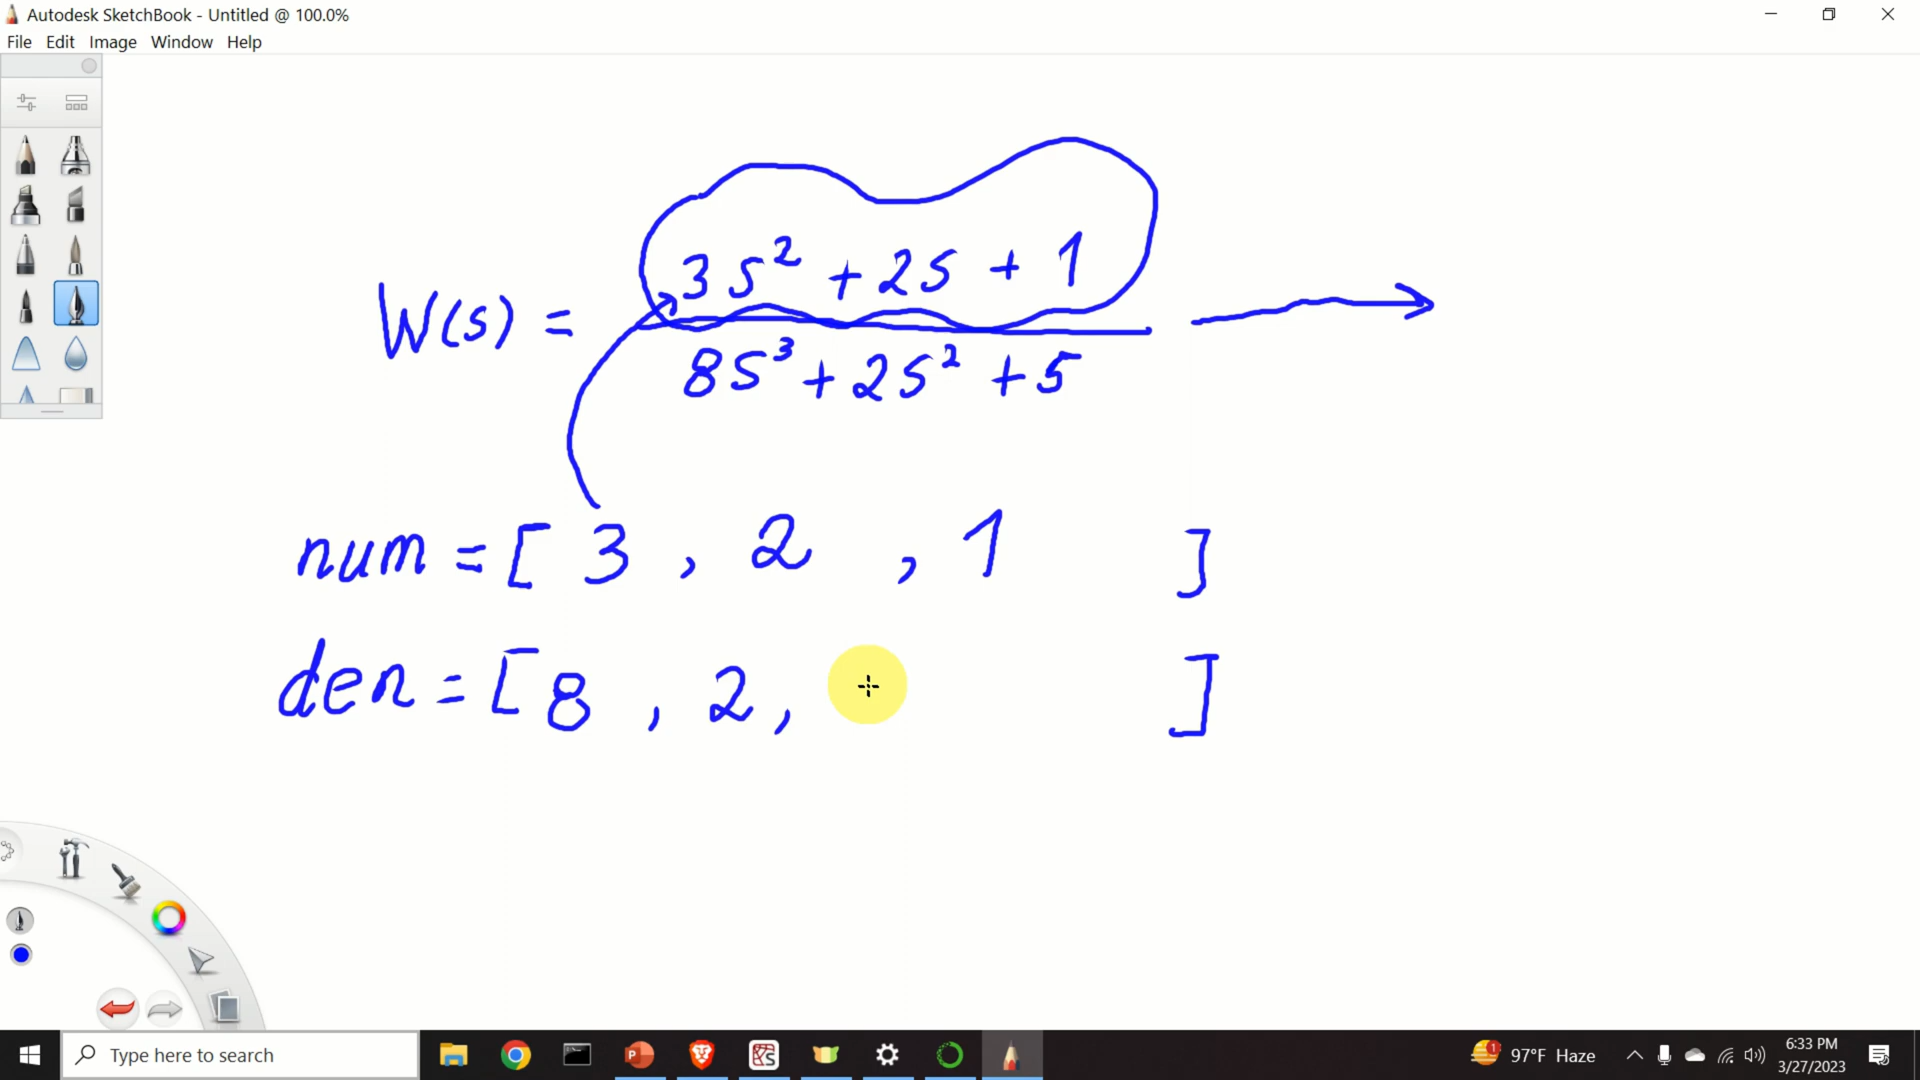 Autodesk SketchBook - Untitled @ 100.0%
File Edit Image Window Help
W(s) = 3s² + 2s + 1
8s³ + 2s² + 5
num = [ 3 , 2 , 1 ]
den = [ 8 , 2 , ]
Type here to search
1
97°F Haze
6:33 PM
3/27/2023